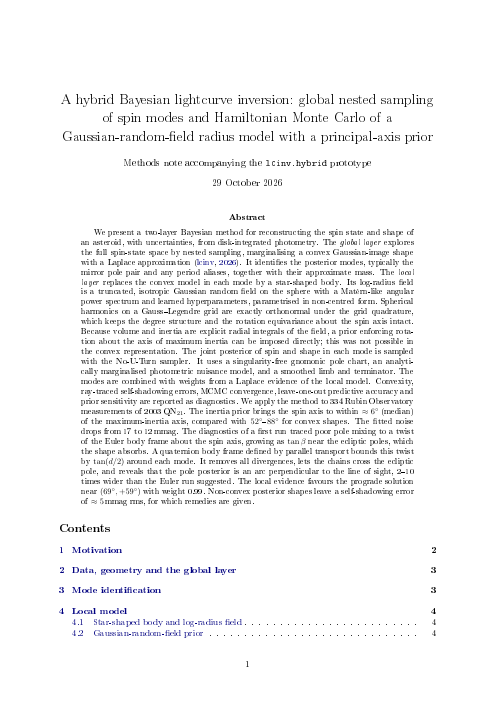 A hybrid Bayesian lightcurve inversion: global nested sampling
of spin modes and Hamiltonian Monte Carlo of a
Gaussian-random-field radius model with a principal-axis prior
Methods note accompanying the lcinv.hybrid prototype
29 October 2026
Abstract
We present a two-layer Bayesian method for reconstructing the spin state and shape of
an asteroid, with uncertainties, from disk-integrated photometry. The global layer explores
the full spin-state space by nested sampling, marginalising a convex Gaussian-image shape
with a Laplace approximation (lcinv, 2026). It identifies the posterior modes, typically the
mirror pole pair and any period aliases, together with their approximate mass. The local
layer replaces the convex model in each mode by a star-shaped body. Its log-radius field
is a truncated, isotropic Gaussian random field on the sphere with a Matérn-like angular
power spectrum and learned hyperparameters, parametrised in non-centred form. Spherical
harmonics on a Gauss–Legendre grid are exactly orthonormal under the grid quadrature,
which keeps the degree structure and the rotation equivariance about the spin axis intact.
Because volume and inertia are explicit radial integrals of the field, a prior enforcing rota-
tion about the axis of maximum inertia can be imposed directly; this was not possible in
the convex representation. The joint posterior of spin and shape in each mode is sampled
with the No-U-Turn Sampler. It uses a singularity-free gnomonic pole chart, an analyti-
cally marginalised photometric nuisance model, and a smoothed limb and terminator. The
modes are combined with weights from a Laplace evidence of the local model. Convexity,
ray-traced self-shadowing errors, MCMC convergence, leave-one-out predictive accuracy and
prior sensitivity are reported as diagnostics. We apply the method to 334 Rubin Observatory
measurements of 2003 QN21. The inertia prior brings the spin axis to within ≈ 6° (median)
of the maximum-inertia axis, compared with 52°–88° for convex shapes. The fitted noise
drops from 17 to 12 mmag. The diagnostics of a first run traced poor pole mixing to a twist
of the Euler body frame about the spin axis, growing as tan β near the ecliptic poles, which
the shape absorbs. A quaternion body frame defined by parallel transport bounds this twist
by tan(d/2) around each mode. It removes all divergences, lets the chains cross the ecliptic
pole, and reveals that the pole posterior is an arc perpendicular to the line of sight, 2–10
times wider than the Euler run suggested. The local evidence favours the prograde solution
near (69°, +59°) with weight 0.99. Non-convex posterior shapes leave a self-shadowing error
of ≈ 5 mmag rms, for which remedies are given.
Contents
1 Motivation 2
2 Data, geometry and the global layer 3
3 Mode identification 3
4 Local model 4
4.1 Star-shaped body and log-radius field . . . . . . . . . . . . . . . . . . . . . . . . . 4
4.2 Gaussian-random-field prior . . . . . . . . . . . . . . . . . . . . . . . . . . . . . . 4
1